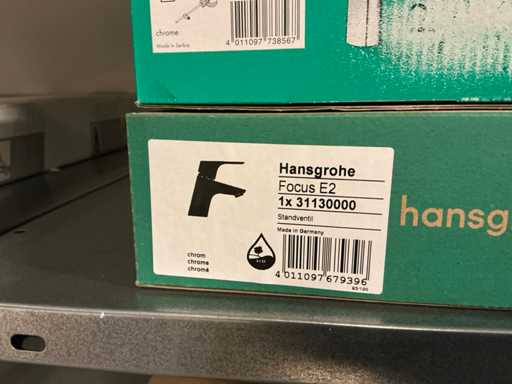 chrome
Made in Serbia
4 011097 738567
Hansgrohe
Focus E2
1x 31130000
Standventil
Made in Germany
chrom
chrome
chromé
4 011097 679396
hansg